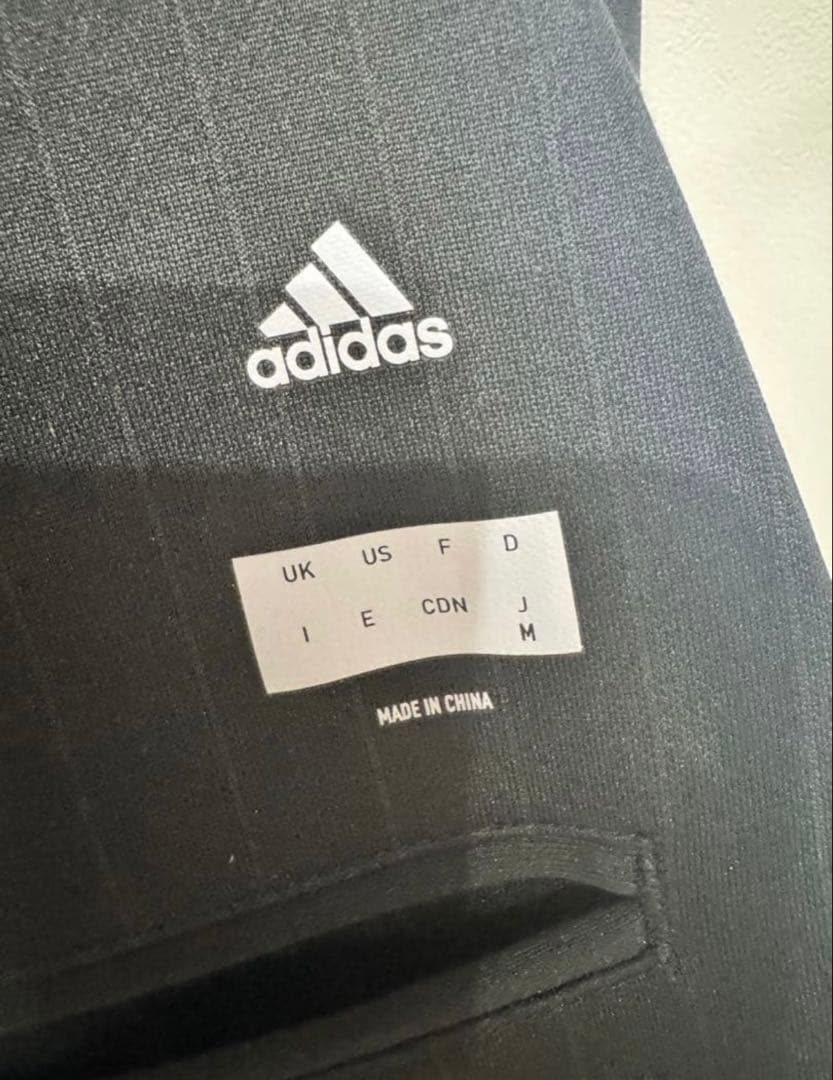 adidas
UK US F D
I E CDN J
M
MADE IN CHINA